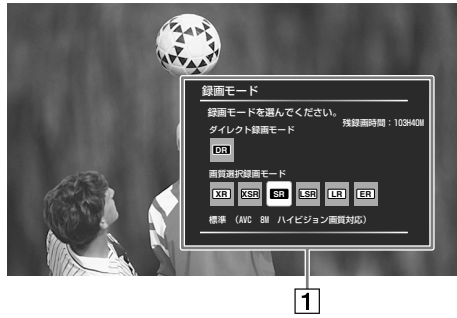 録画モード
録画モードを選んでください。
残録画時間：103H40M
ダイレクト録画モード
DR
画質選択録画モード
XR XSR SR LSR LR ER
標準 （AVC 8M ハイビジョン画質対応）
1